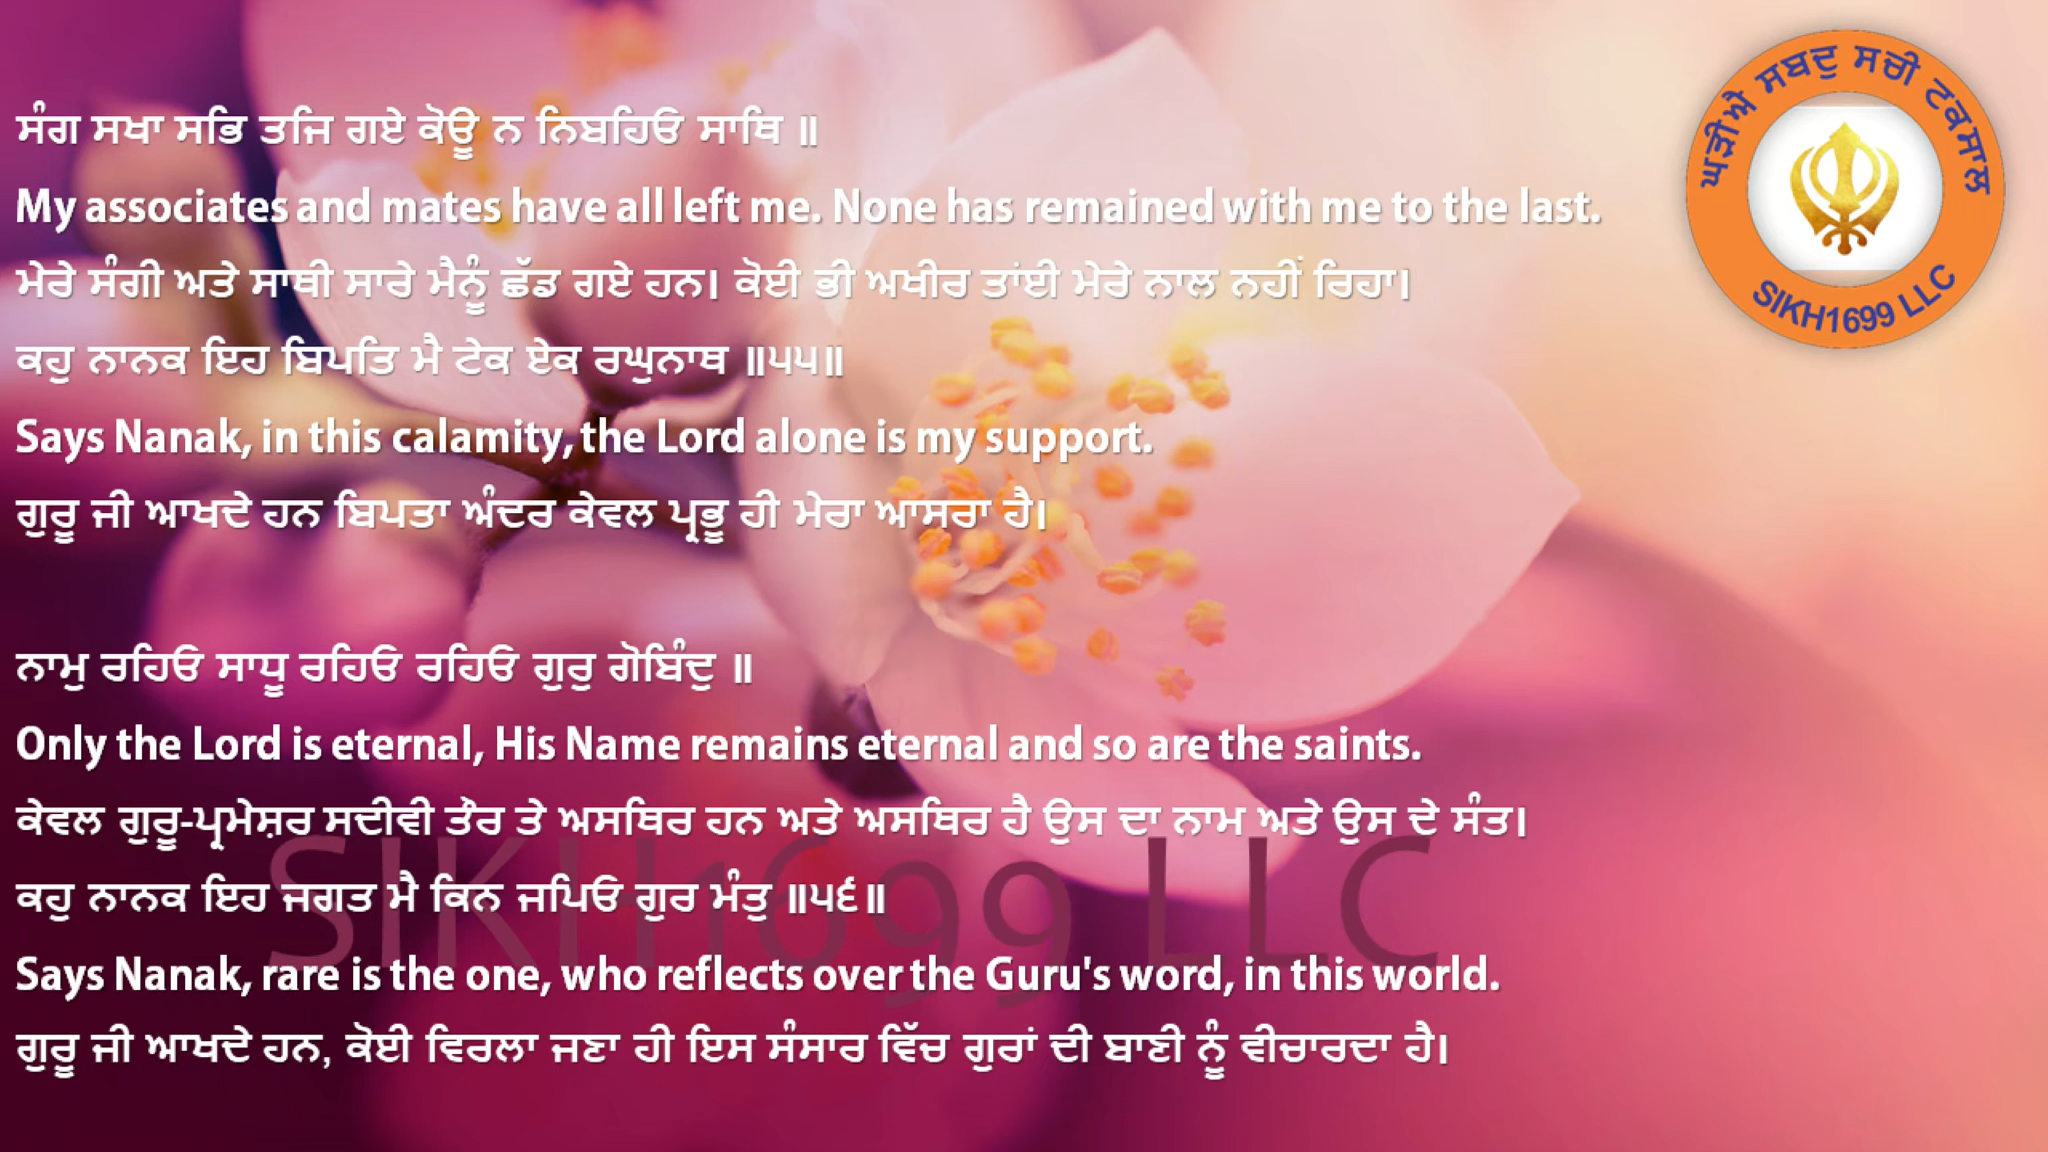 ਸੰਗ ਸਖਾ ਸਭਿ ਤਜਿ ਗਏ ਕੋਊ ਨ ਨਿਬਹਿਓ ਸਾਥਿ ॥
My associates and mates have all left me. None has remained with me to the last.
ਮੇਰੇ ਸੰਗੀ ਅਤੇ ਸਾਥੀ ਸਾਰੇ ਮੈਨੂੰ ਛੱਡ ਗਏ ਹਨ। ਕੋਈ ਭੀ ਅਖੀਰ ਤਾਂਈ ਮੇਰੇ ਨਾਲ ਨਹੀਂ ਰਿਹਾ।
ਕਹੁ ਨਾਨਕ ਇਹ ਬਿਪਤਿ ਮੈ ਟੇਕ ਏਕ ਰਘੁਨਾਥ ॥੫੫॥
Says Nanak, in this calamity, the Lord alone is my support.
ਗੁਰੂ ਜੀ ਆਖਦੇ ਹਨ ਬਿਪਤਾ ਅੰਦਰ ਕੇਵਲ ਪ੍ਰਭੂ ਹੀ ਮੇਰਾ ਆਸਰਾ ਹੈ।
ਨਾਮੁ ਰਹਿਓ ਸਾਧੂ ਰਹਿਓ ਰਹਿਓ ਗੁਰੁ ਗੋਬਿੰਦੁ ॥
Only the Lord is eternal, His Name remains eternal and so are the saints.
ਕੇਵਲ ਗੁਰੂ-ਪ੍ਰਮੇਸ਼ਰ ਸਦੀਵੀ ਤੌਰ ਤੇ ਅਸਥਿਰ ਹਨ ਅਤੇ ਅਸਥਿਰ ਹੈ ਉਸ ਦਾ ਨਾਮ ਅਤੇ ਉਸ ਦੇ ਸੰਤ।
ਕਹੁ ਨਾਨਕ ਇਹ ਜਗਤ ਮੈ ਕਿਨ ਜਪਿਓ ਗੁਰ ਮੰਤੁ ॥੫੬॥
Says Nanak, rare is the one, who reflects over the Guru's word, in this world.
ਗੁਰੂ ਜੀ ਆਖਦੇ ਹਨ, ਕੋਈ ਵਿਰਲਾ ਜਣਾ ਹੀ ਇਸ ਸੰਸਾਰ ਵਿੱਚ ਗੁਰਾਂ ਦੀ ਬਾਣੀ ਨੂੰ ਵੀਚਾਰਦਾ ਹੈ।
ਘੜੀਐ ਸਬਦੁ ਸਚੀ ਟਕਸਾਲ
SIKH1699 LLC
SIKH1699 LLC